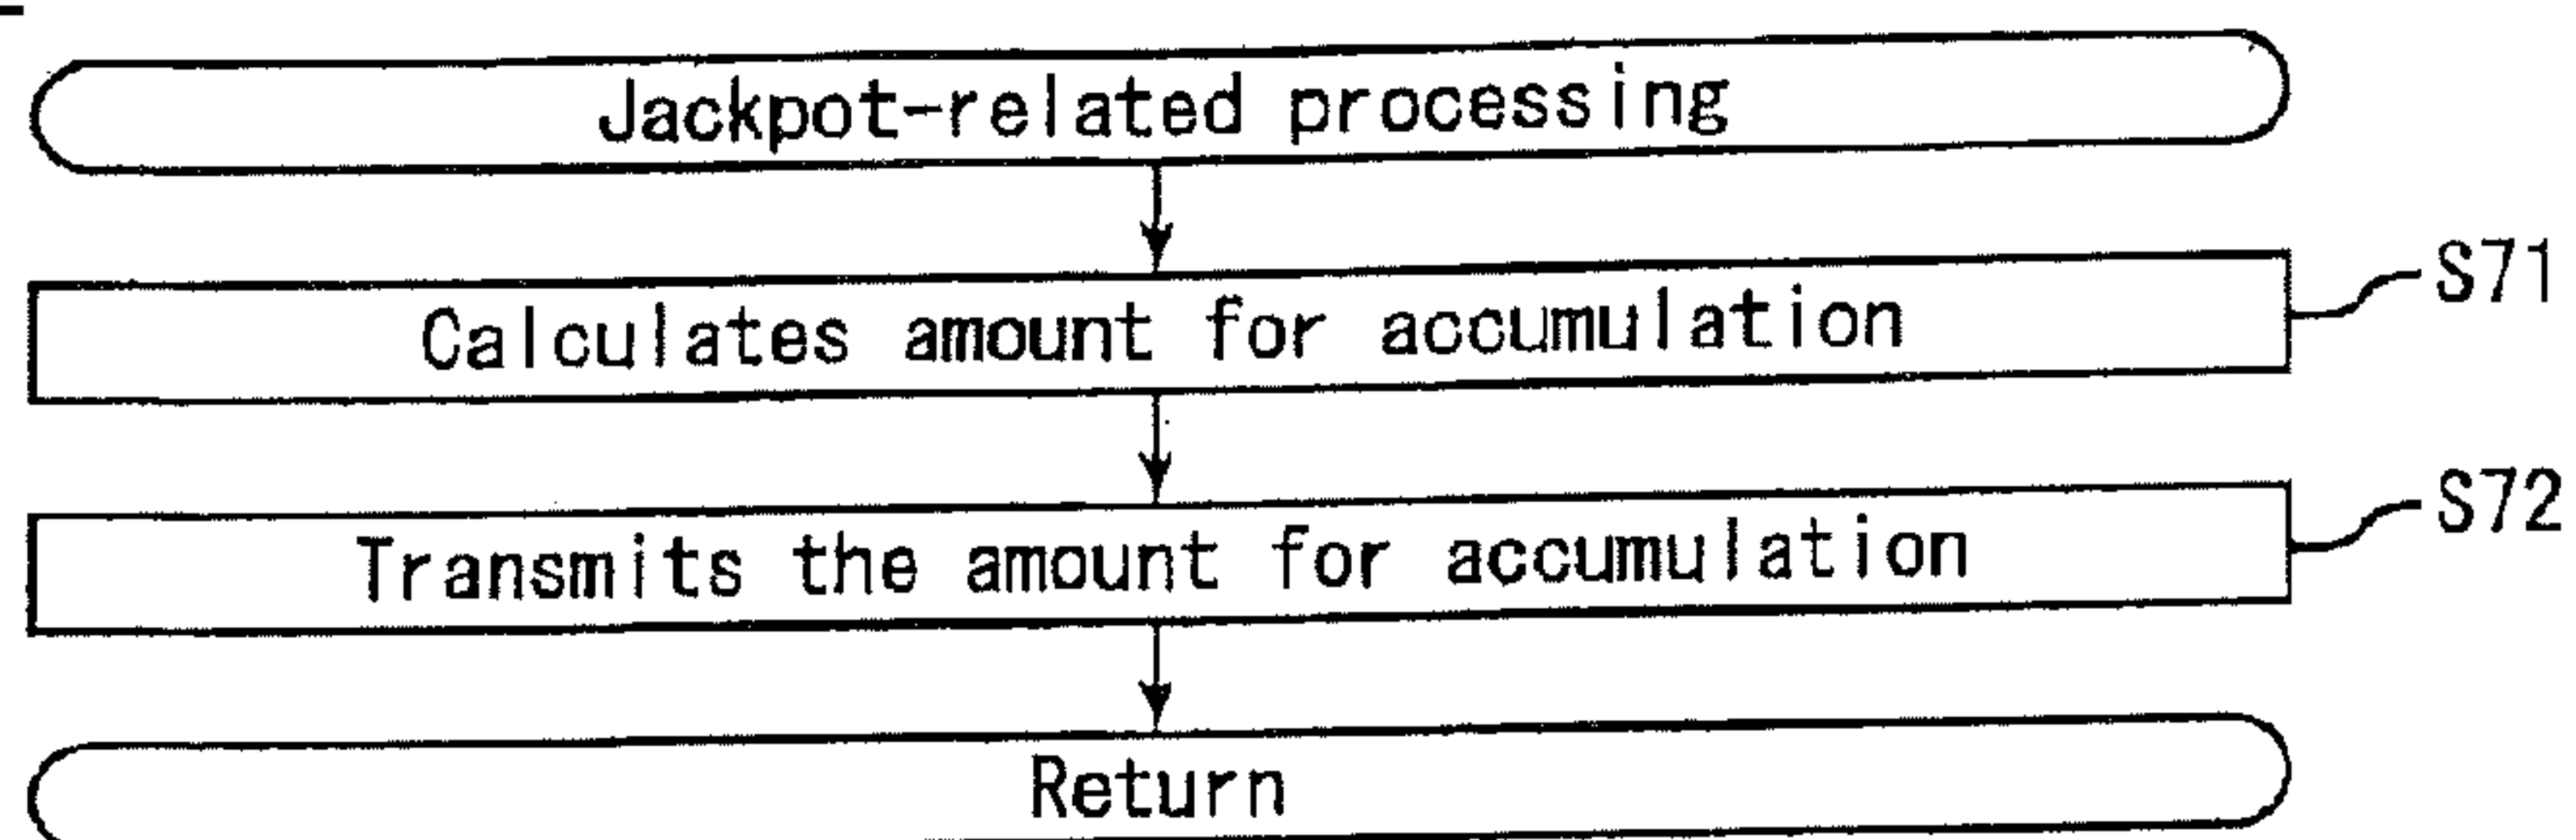 Jackpot-related processing
Calculates amount for accumulation
S71
Transmits the amount for accumulation
S72
Return